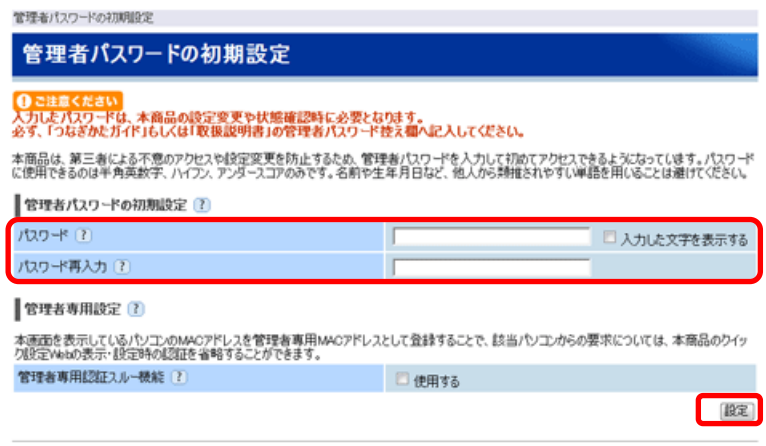 管理者パスワードの初期設定
管理者パスワードの初期設定
ご注意ください
入力したパスワードは、本商品の設定変更や状態確認時に必要となります。
必ず、「つなぎかたガイド」もしくは「取扱説明書」の管理者パスワード控え欄へ記入してください。
本商品は、第三者による不意のアクセスや設定変更を防止するため、管理者パスワードを入力して初めてアクセスできるようになっています。パスワード
に使用できるのは半角英数字、ハイフン、アンダースコアのみです。名前や生年月日など、他人から類推されやすい単語を用いることは避けてください。
管理者パスワードの初期設定 ?
パスワード ? 入力した文字を表示する
パスワード再入力 ?
管理者専用設定 ?
本画面を表示しているパソコンのMACアドレスを管理者専用MACアドレスとして登録することで、該当パソコンからの要求については、本商品のクイッ
ク設定Webの表示・設定時の認証を省略することができます。
管理者専用認証スルー機能 ? 使用する
設定